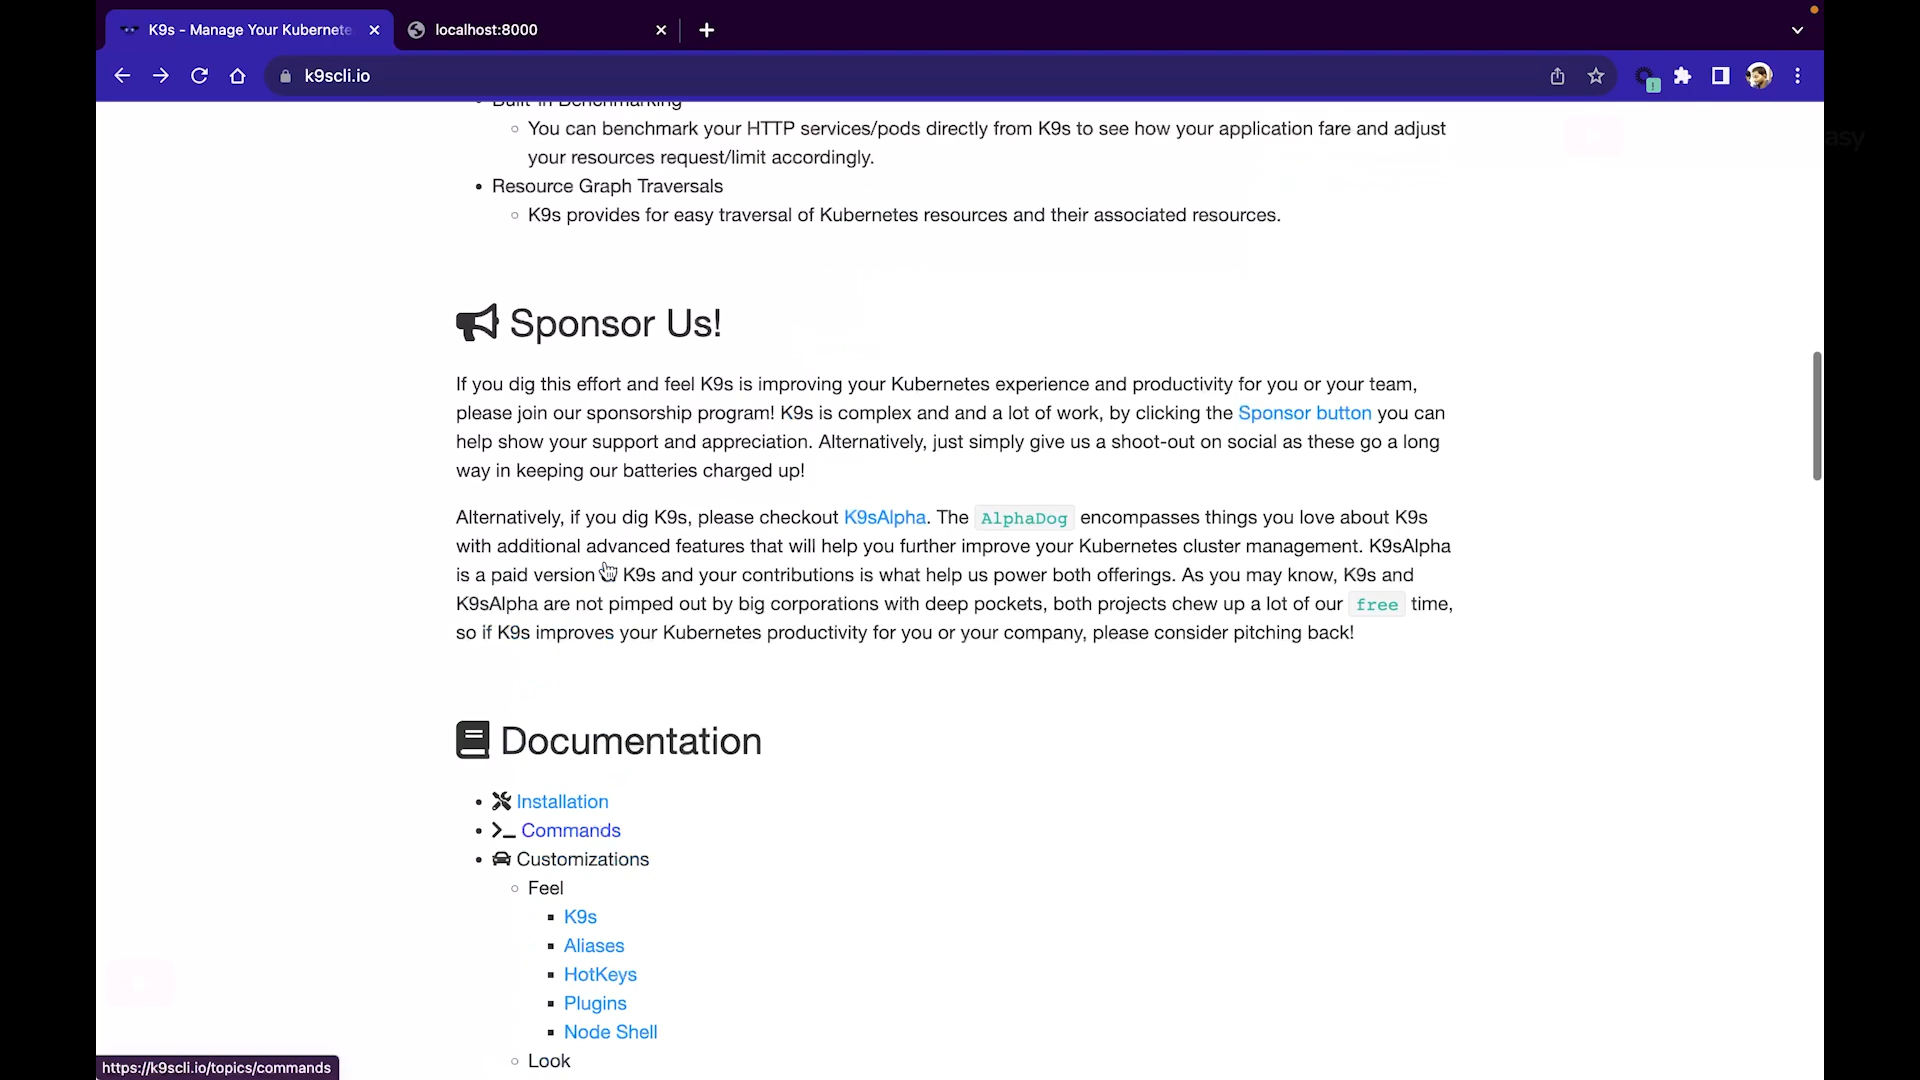 K9s - Manage Your Kubernete
localhost:8000
k9scli.io
Built-in Benchmarking
You can benchmark your HTTP services/pods directly from K9s to see how your application fare and adjust
your resources request/limit accordingly.
Resource Graph Traversals
K9s provides for easy traversal of Kubernetes resources and their associated resources.
Sponsor Us!
If you dig this effort and feel K9s is improving your Kubernetes experience and productivity for you or your team,
please join our sponsorship program! K9s is complex and and a lot of work, by clicking the Sponsor button you can
help show your support and appreciation. Alternatively, just simply give us a shoot-out on social as these go a long
way in keeping our batteries charged up!
Alternatively, if you dig K9s, please checkout K9sAlpha. The AlphaDog encompasses things you love about K9s
with additional advanced features that will help you further improve your Kubernetes cluster management. K9sAlpha
is a paid version K9s and your contributions is what help us power both offerings. As you may know, K9s and
K9sAlpha are not pimped out by big corporations with deep pockets, both projects chew up a lot of our free time,
so if K9s improves your Kubernetes productivity for you or your company, please consider pitching back!
Documentation
Installation
Commands
Customizations
Feel
K9s
Aliases
HotKeys
Plugins
Node Shell
Look
https://k9scli.io/topics/commands